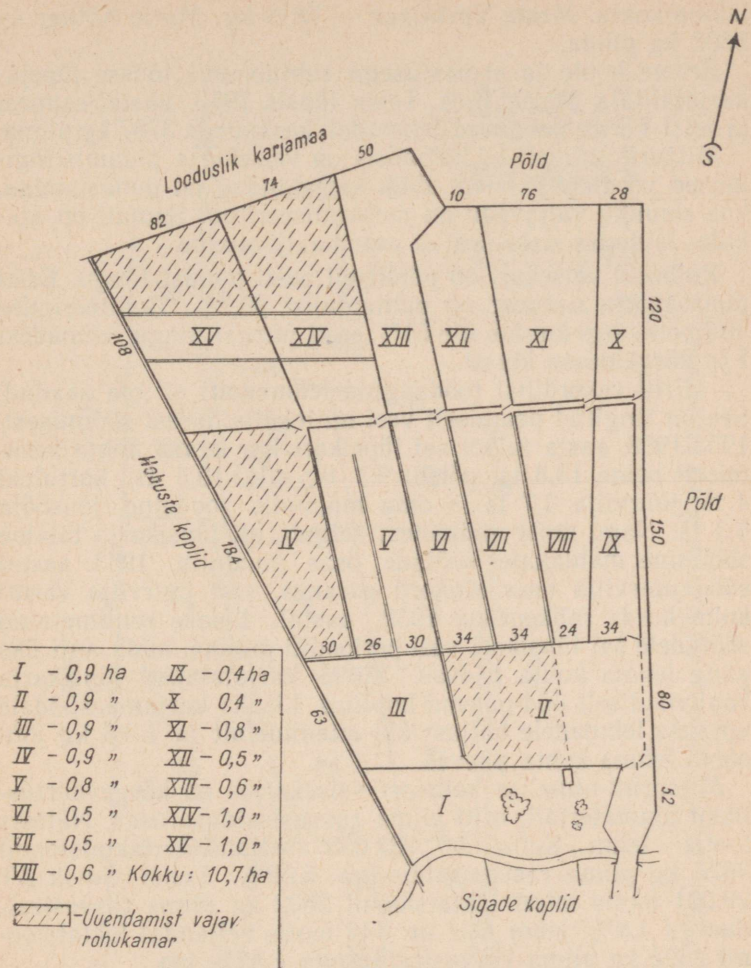 N
S
Looduslik karjamaa
Põld
82 74 50 10 76 28
120
108
XV XIV XIII XII XI X
Hobuste koplid
184
Põld
150
IV V VI VII VIII IX
30 26 30 34 34 24 34
63
III II
80
I
52
Sigade koplid
I – 0,9 ha IX – 0,4 ha
II – 0,9 " X 0,4 "
III – 0,9 " XI – 0,8 "
IV – 0,9 " XII – 0,5 "
V – 0,8 " XIII – 0,6 "
VI – 0,5 " XIV – 1,0 "
VII – 0,5 " XV – 1,0 "
VIII – 0,6 " Kokku: 10,7 ha
-Uuendamist vajav
rohukamar